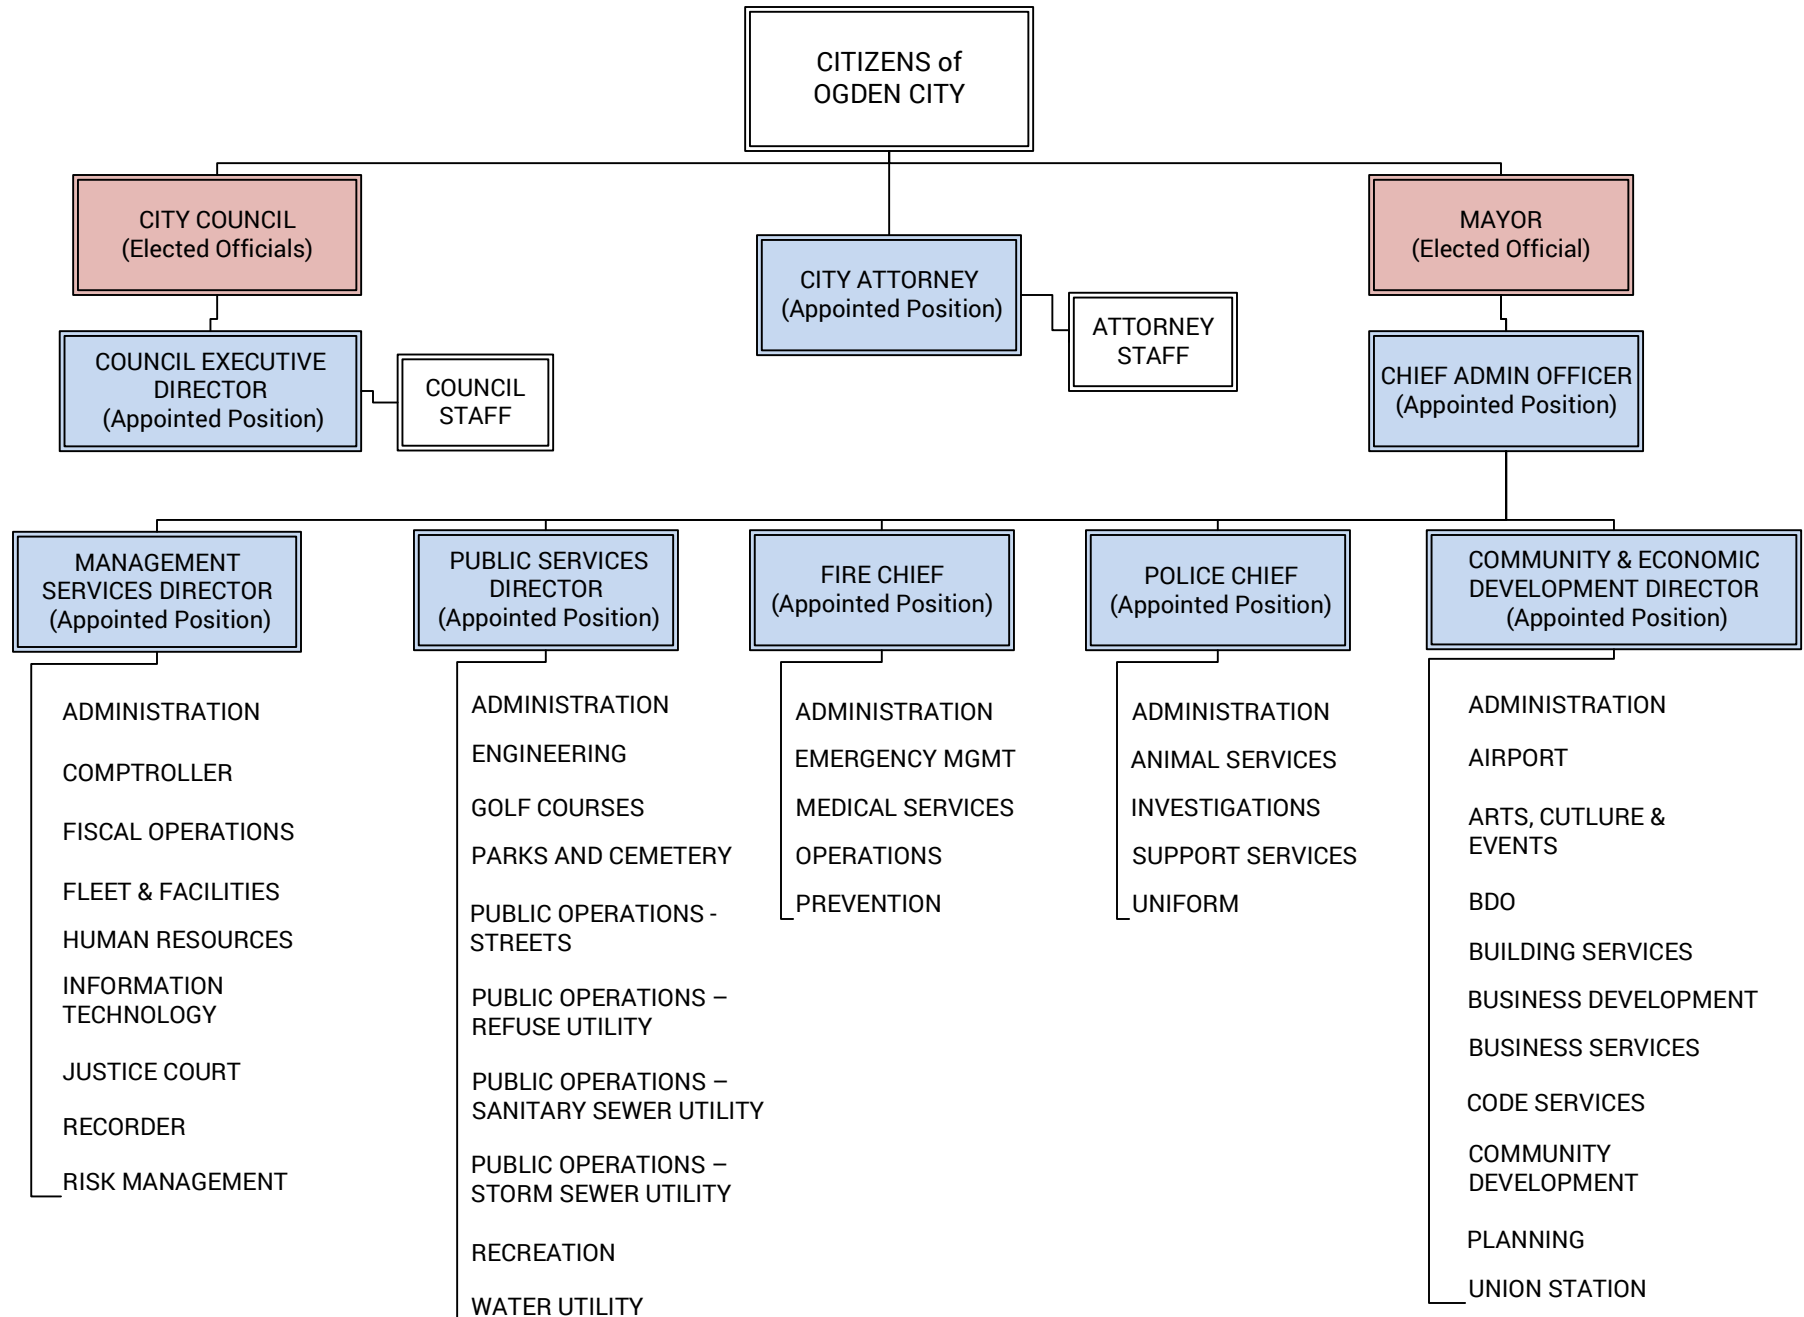 CITIZENS of
OGDEN CITY
CITY COUNCIL
(Elected Officials)
CITY ATTORNEY
(Appointed Position)
MAYOR
(Elected Official)
ATTORNEY
STAFF
COUNCIL EXECUTIVE
DIRECTOR
(Appointed Position)
COUNCIL
STAFF
CHIEF ADMIN OFFICER
(Appointed Position)
MANAGEMENT
SERVICES DIRECTOR
(Appointed Position)
PUBLIC SERVICES
DIRECTOR
(Appointed Position)
FIRE CHIEF
(Appointed Position)
POLICE CHIEF
(Appointed Position)
COMMUNITY & ECONOMIC
DEVELOPMENT DIRECTOR
(Appointed Position)
ADMINISTRATION
COMPTROLLER
FISCAL OPERATIONS
FLEET & FACILITIES
HUMAN RESOURCES
INFORMATION
TECHNOLOGY
JUSTICE COURT
RECORDER
RISK MANAGEMENT
ADMINISTRATION
ENGINEERING
GOLF COURSES
PARKS AND CEMETERY
PUBLIC OPERATIONS -
STREETS
PUBLIC OPERATIONS –
REFUSE UTILITY
PUBLIC OPERATIONS –
SANITARY SEWER UTILITY
PUBLIC OPERATIONS –
STORM SEWER UTILITY
RECREATION
WATER UTILITY
ADMINISTRATION
EMERGENCY MGMT
MEDICAL SERVICES
OPERATIONS
PREVENTION
ADMINISTRATION
ANIMAL SERVICES
INVESTIGATIONS
SUPPORT SERVICES
UNIFORM
ADMINISTRATION
AIRPORT
ARTS, CUTLURE &
EVENTS
BDO
BUILDING SERVICES
BUSINESS DEVELOPMENT
BUSINESS SERVICES
CODE SERVICES
COMMUNITY
DEVELOPMENT
PLANNING
UNION STATION